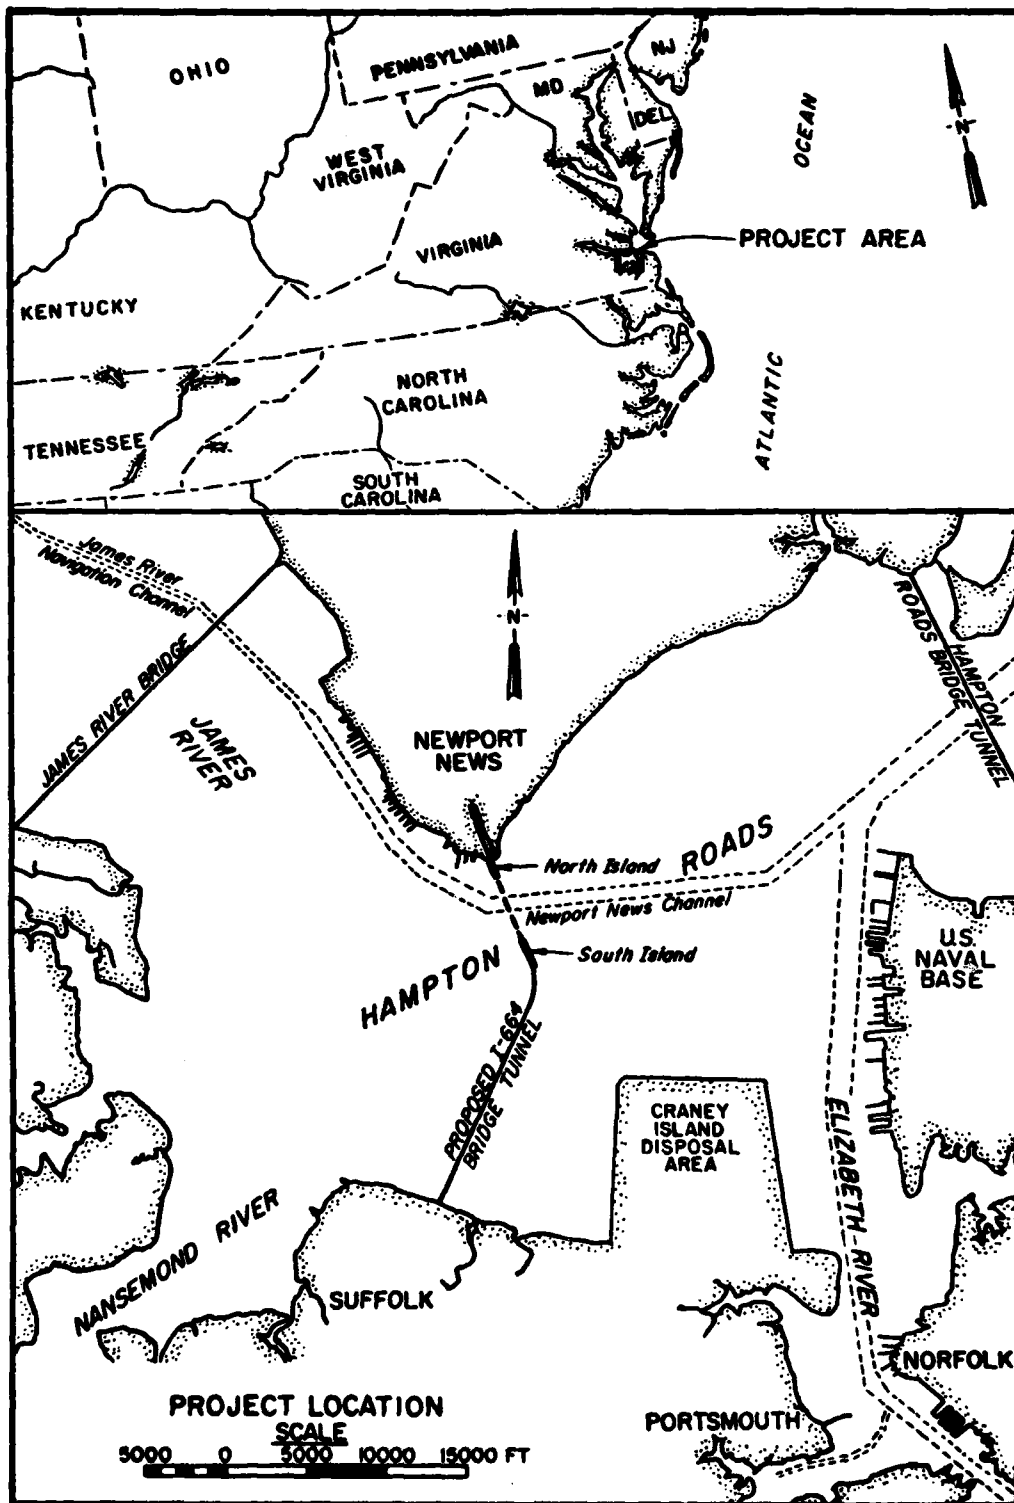 OHIO
PENNSYLVANIA
NJ
MD
DEL
OCEAN
N
WEST
VIRGINIA
VIRGINIA
PROJECT AREA
KENTUCKY
NORTH
CAROLINA
ATLANTIC
TENNESSEE
SOUTH
CAROLINA
James River
Navigation Channel
N
JAMES RIVER BRIDGE
JAMES
RIVER
HAMPTON
ROADS BRIDGE TUNNEL
NEWPORT
NEWS
North Island
ROADS
Newport News Channel
South Island
HAMPTON
U.S.
NAVAL
BASE
PROPOSED I-664
BRIDGE TUNNEL
CRANEY
ISLAND
DISPOSAL
AREA
ELIZABETH-RIVER
NANSEMOND RIVER
SUFFOLK
NORFOLK
PORTSMOUTH
PROJECT LOCATION
SCALE
5000 0 5000 10000 15000 FT